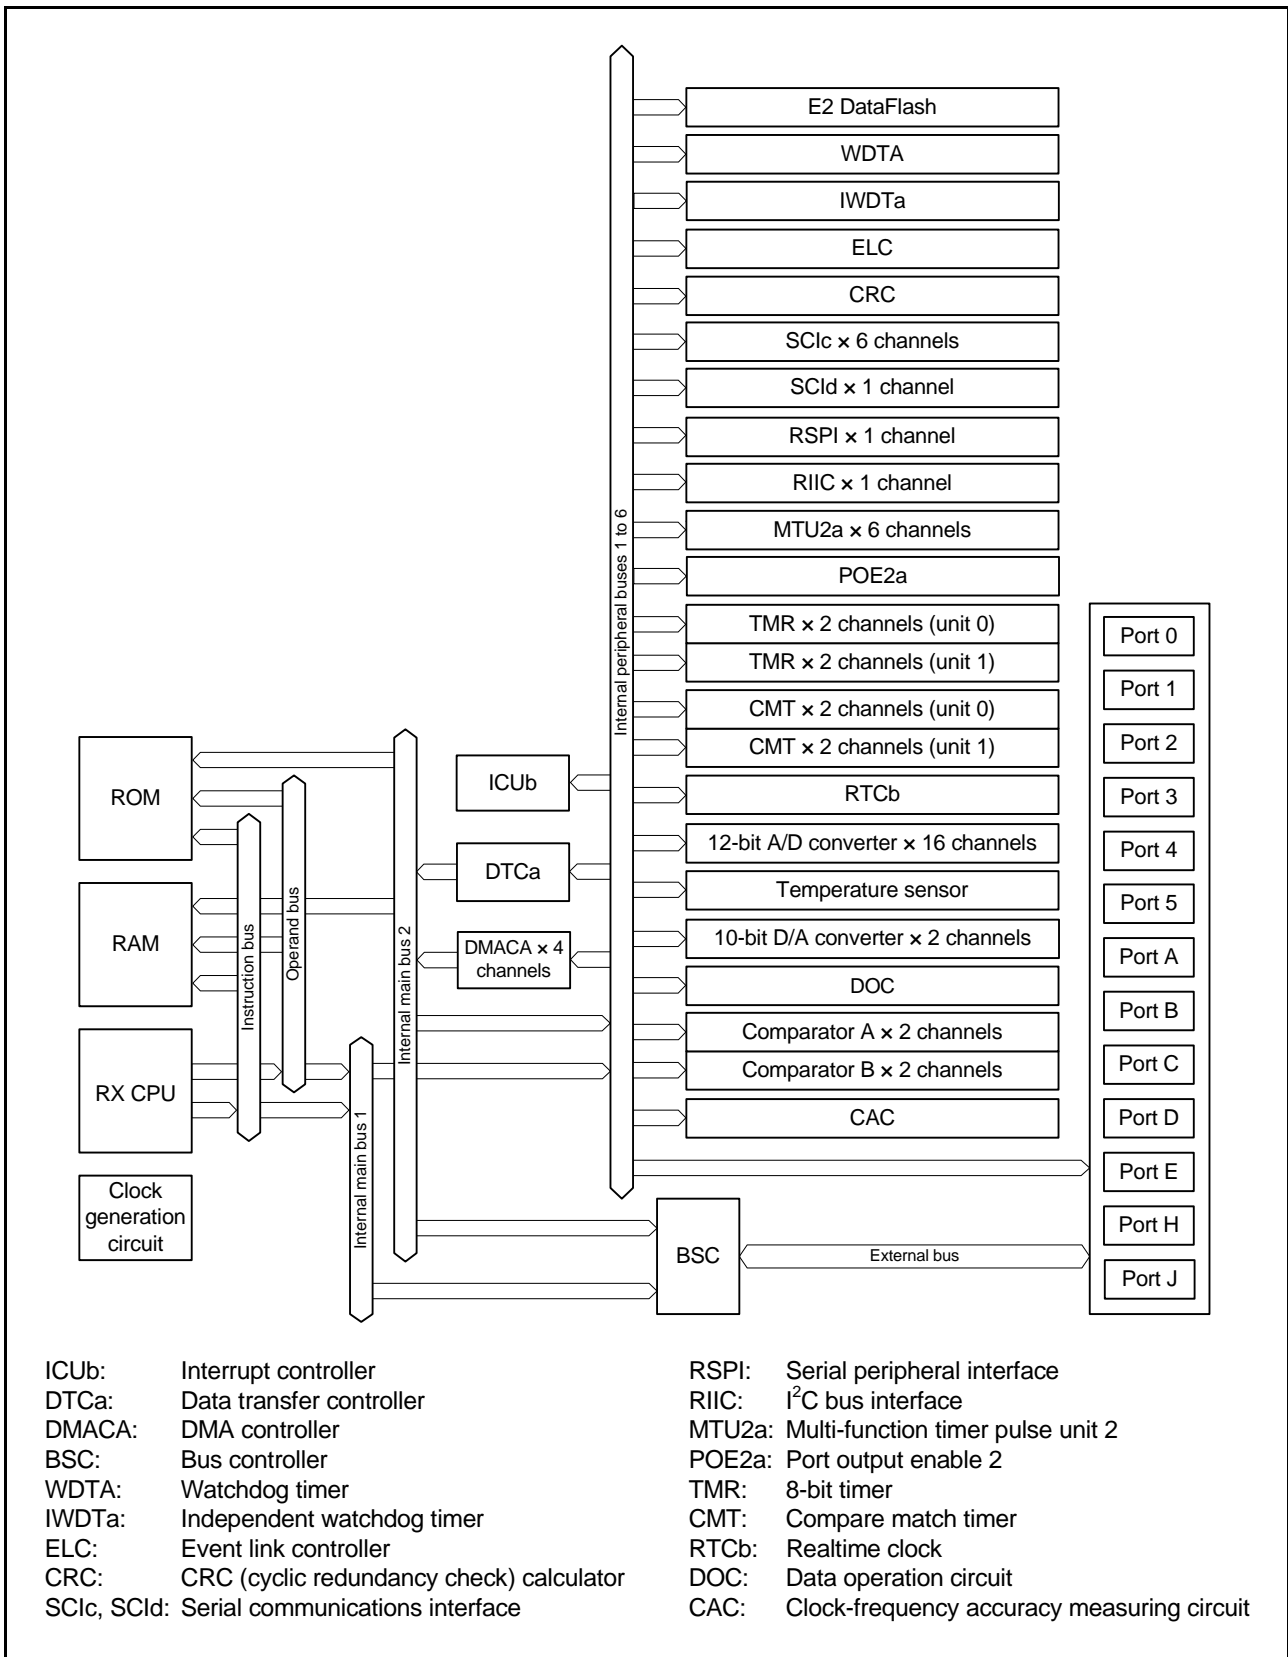 E2 DataFlash
WDTA
IWDTa
ELC
CRC
SCIc × 6 channels
SCId × 1 channel
RSPI × 1 channel
RIIC × 1 channel
MTU2a × 6 channels
POE2a
TMR × 2 channels (unit 0)
TMR × 2 channels (unit 1)
CMT × 2 channels (unit 0)
CMT × 2 channels (unit 1)
RTCb
12-bit A/D converter × 16 channels
Temperature sensor
10-bit D/A converter × 2 channels
DOC
Comparator A × 2 channels
Comparator B × 2 channels
CAC
Internal peripheral buses 1 to 6
Port 0
Port 1
Port 2
Port 3
Port 4
Port 5
Port A
Port B
Port C
Port D
Port E
Port H
Port J
ROM
RAM
RX CPU
Clock
generation
circuit
Instruction bus
Operand bus
Internal main bus 1
Internal main bus 2
ICUb
DTCa
DMACA × 4
channels
BSC
External bus
ICUb: Interrupt controller
DTCa: Data transfer controller
DMACA: DMA controller
BSC: Bus controller
WDTA: Watchdog timer
IWDTa: Independent watchdog timer
ELC: Event link controller
CRC: CRC (cyclic redundancy check) calculator
SCIc, SCId: Serial communications interface
RSPI: Serial peripheral interface
RIIC: I²C bus interface
MTU2a: Multi-function timer pulse unit 2
POE2a: Port output enable 2
TMR: 8-bit timer
CMT: Compare match timer
RTCb: Realtime clock
DOC: Data operation circuit
CAC: Clock-frequency accuracy measuring circuit